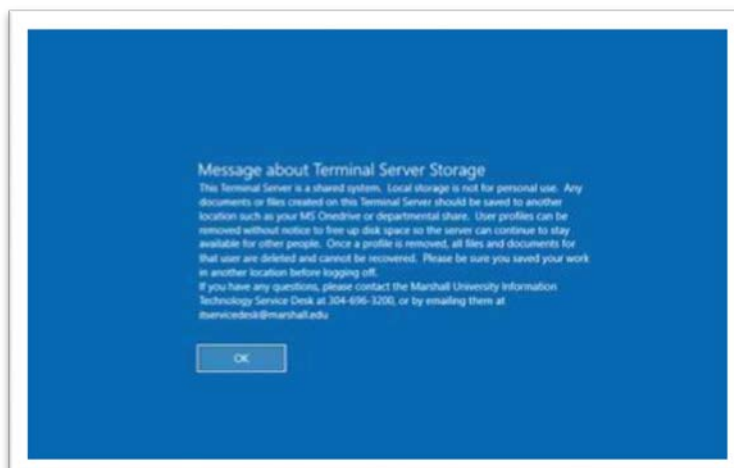 Message about Terminal Server Storage
This Terminal Server is a shared system. Local storage is not for personal use. Any
documents or files created on this Terminal Server should be saved to another
location such as your MS Onedrive or departmental share. User profiles can be
removed without notice to free up disk space so the server can continue to stay
available for other people. Once a profile is removed, all files and documents for
that user are deleted and cannot be recovered. Please be sure you saved your work
in another location before logging off.
If you have any questions, please contact the Marshall University Information
Technology Service Desk at 304-696-3200, or by emailing them at
itservicedesk@marshall.edu
OK